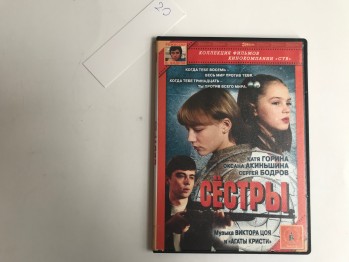 20
КОЛЛЕКЦИЯ ФИЛЬМОВ
КИНОКОМПАНИИ «СТВ»
КОГДА ТЕБЕ ВОСЕМЬ,
ВЕСЬ МИР ПРОТИВ ТЕБЯ.
КОГДА ТЕБЕ ТРИНАДЦАТЬ...
ТЫ ПРОТИВ ВСЕГО МИРА.
КАТЯ ГОРИНА
ОКСАНА АКИНЬШИНА
СЕРГЕЙ БОДРОВ
СЁСТРЫ
Музыка ВИКТОРА ЦОЯ
и «АГАТЫ КРИСТИ»